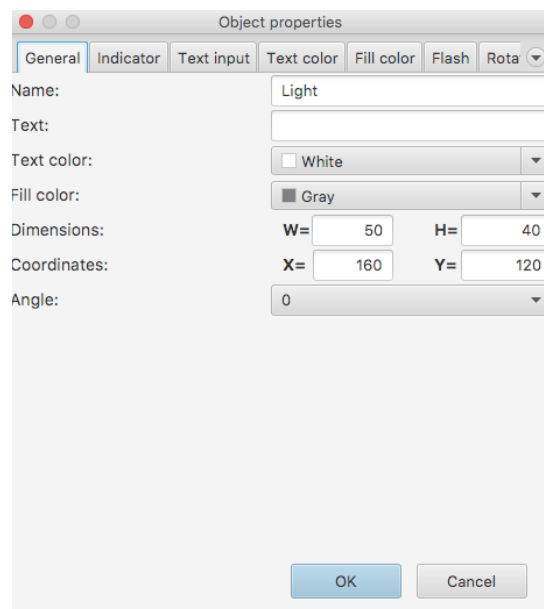 Object properties
General Indicator Text input Text color Fill color Flash Rota
Name: Light
Text:
Text color: White
Fill color: Gray
Dimensions: W= 50 H= 40
Coordinates: X= 160 Y= 120
Angle: 0
OK Cancel